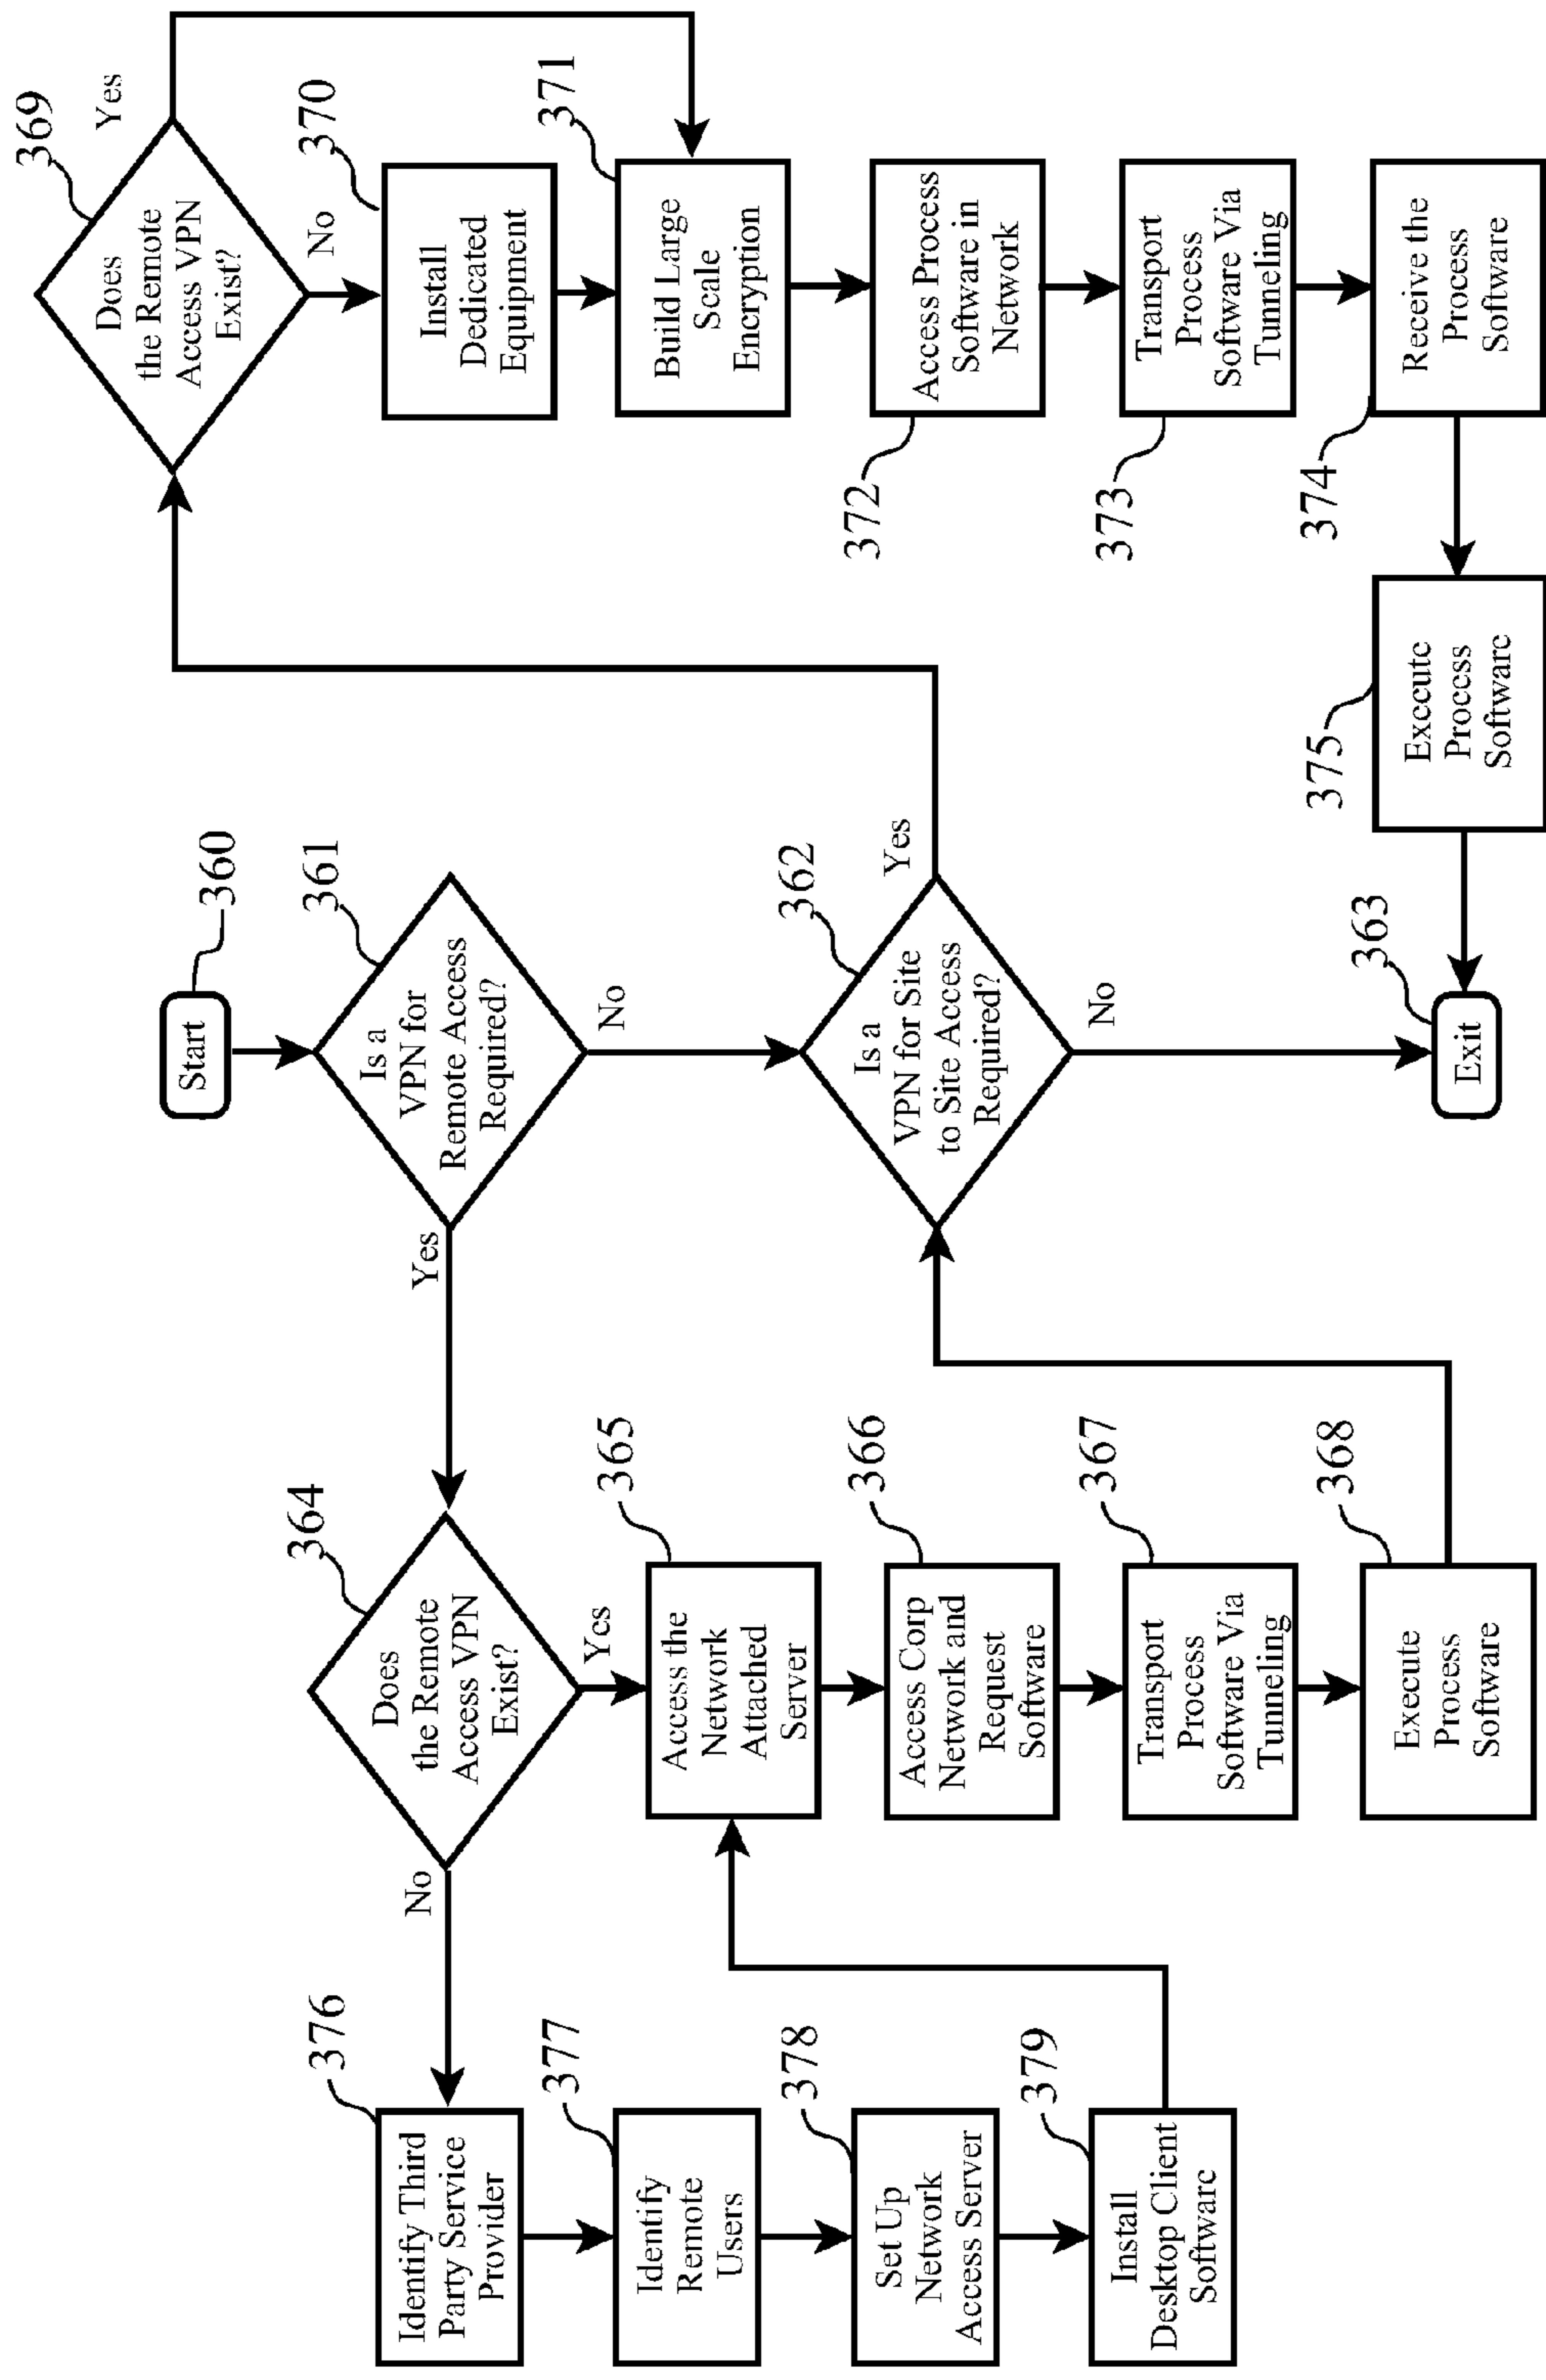 360
Start
361
Is a
VPN for
Remote Access
Required?
Yes
No
362
Is a
VPN for Site
to Site Access
Required?
Yes
No
363
Exit
364
Does
the Remote
Access VPN
Exist?
No
Yes
365
Access the
Network
Attached
Server
366
Access Corp
Network and
Request
Software
367
Transport
Process
Software Via
Tunneling
368
Execute
Process
Software
376
Identify Third
Party Service
Provider
377
Identify
Remote
Users
378
Set Up
Network
Access Server
379
Install
Desktop Client
Software
369
Does
the Remote
Access VPN
Exist?
Yes
No
370
Install
Dedicated
Equipment
371
Build Large
Scale
Encryption
372
Access Process
Software in
Network
373
Transport
Process
Software Via
Tunneling
374
Receive the
Process
Software
375
Execute
Process
Software